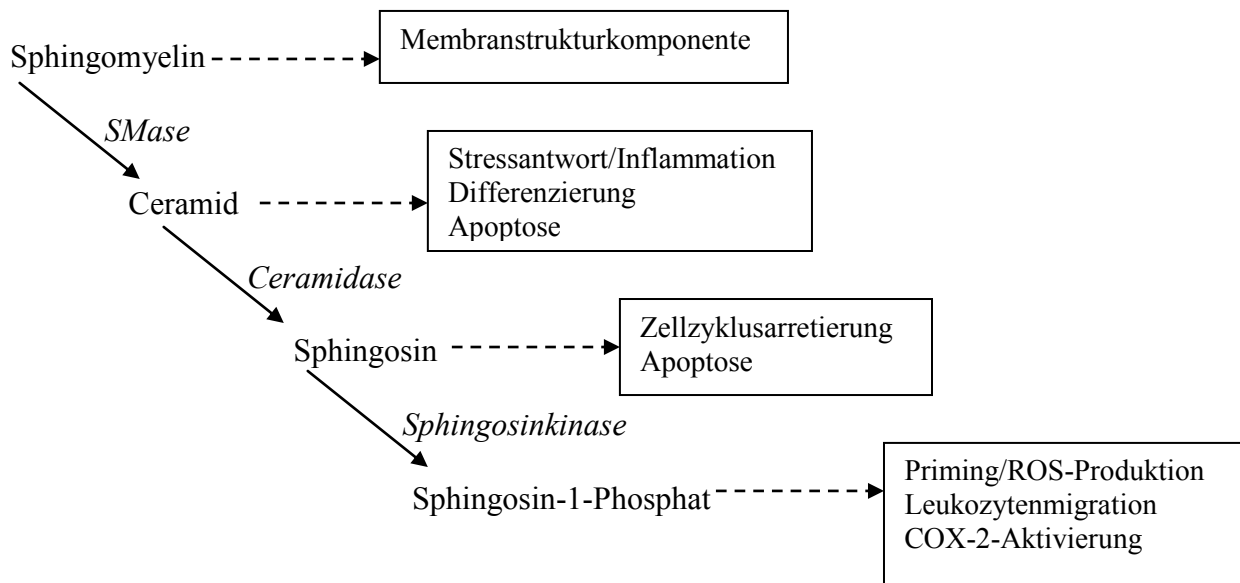 Sphingomyelin
Membranstrukturkomponente
SMase
Ceramid
Stressantwort/Inflammation
Differenzierung
Apoptose
Ceramidase
Sphingosin
Zellzyklusarretierung
Apoptose
Sphingosinkinase
Sphingosin-1-Phosphat
Priming/ROS-Produktion
Leukozytenmigration
COX-2-Aktivierung